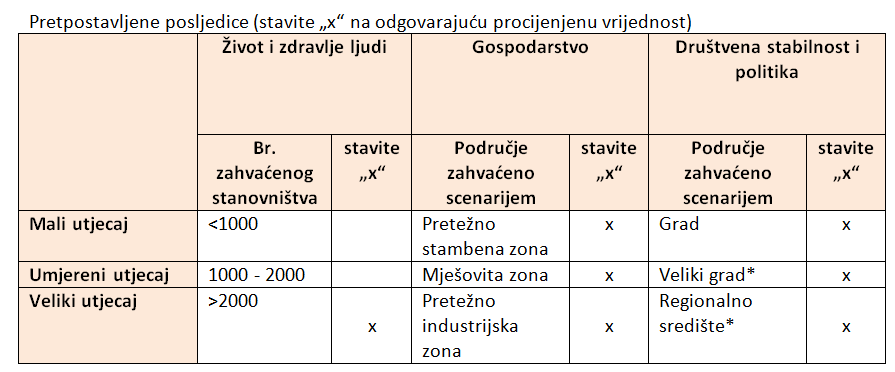 Pretpostavljene posljedice (stavite „x“ na odgovarajuću procijenjenu vrijednost)
Život i zdravlje ljudi Gospodarstvo Društvena stabilnost i
politika
Br. stavite Područje stavite Područje stavite
zahvaćenog „x“ zahvaćeno „x“ zahvaćeno „x“
stanovništva scenarijem scenarijem
Mali utjecaj <1000 Pretežno x Grad x
stambena zona
Umjereni utjecaj 1000 - 2000 Mješovita zona x Veliki grad* x
Veliki utjecaj >2000 Pretežno Regionalno
x industrijska x središte* x
zona